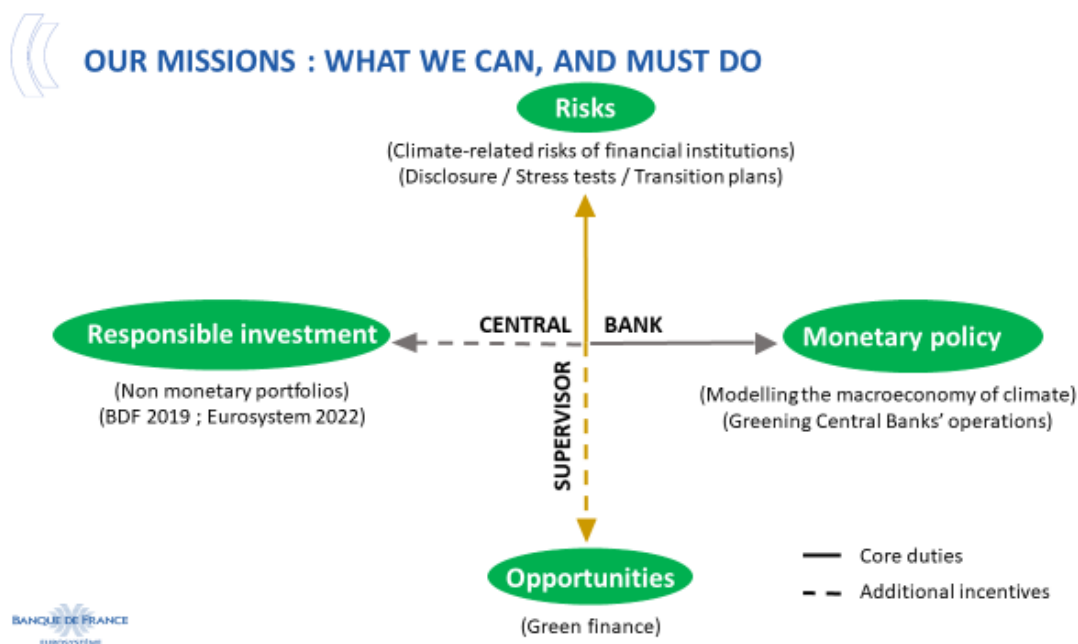 OUR MISSIONS : WHAT WE CAN, AND MUST DO
Risks
(Climate-related risks of financial institutions)
(Disclosure / Stress tests / Transition plans)
Responsible investment
CENTRAL BANK
Monetary policy
(Non monetary portfolios)
(BDF 2019 ; Eurosystem 2022)
SUPERVISOR
(Modelling the macroeconomy of climate)
(Greening Central Banks' operations)
Opportunities
(Green finance)
Core duties
Additional incentives
BANQUE DE FRANCE
EUROSYSTÈME